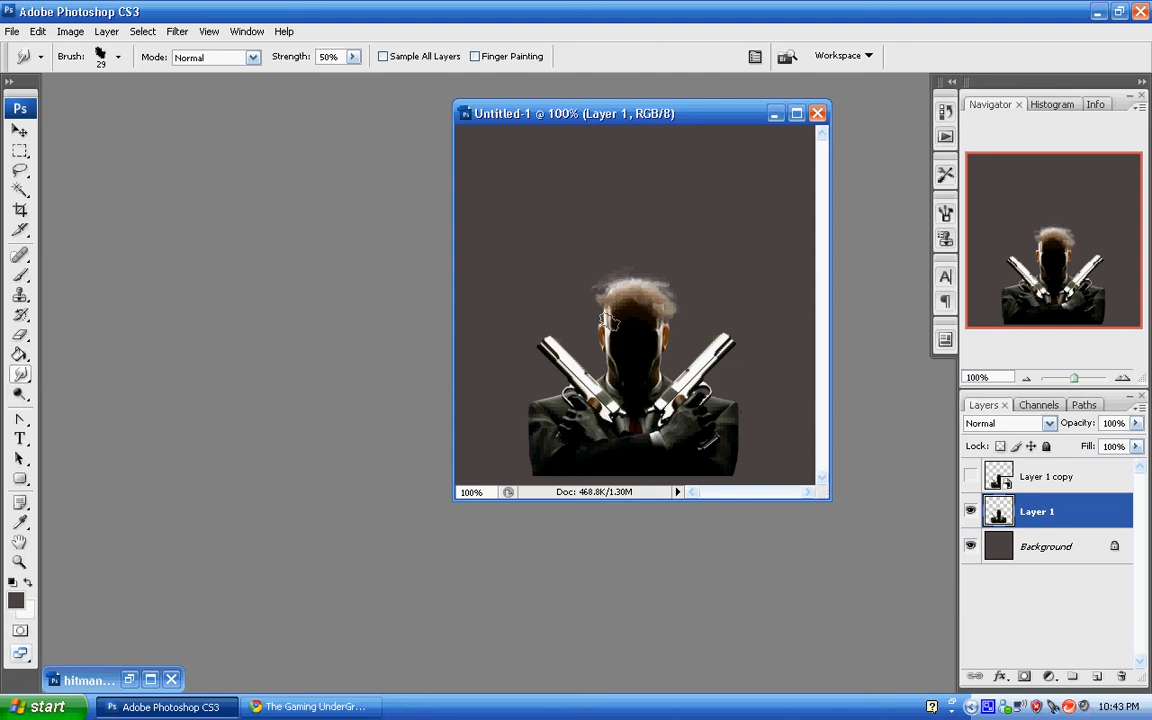 Ps Adobe Photoshop CS3
File Edit Image Layer Select Filter View Window Help
Brush: 29 Mode: Normal Strength: 50% Sample All Layers Finger Painting Workspace
Ps
Untitled-1 @ 100% (Layer 1, RGB/8)
100% Doc: 468.8K/1.30M
Navigator Histogram Info
100%
Layers Channels Paths
Normal Opacity: 100%
Lock: Fill: 100%
Layer 1 copy
Layer 1
Background
hitman...
start Adobe Photoshop CS3 The Gaming UnderGr... 10:43 PM